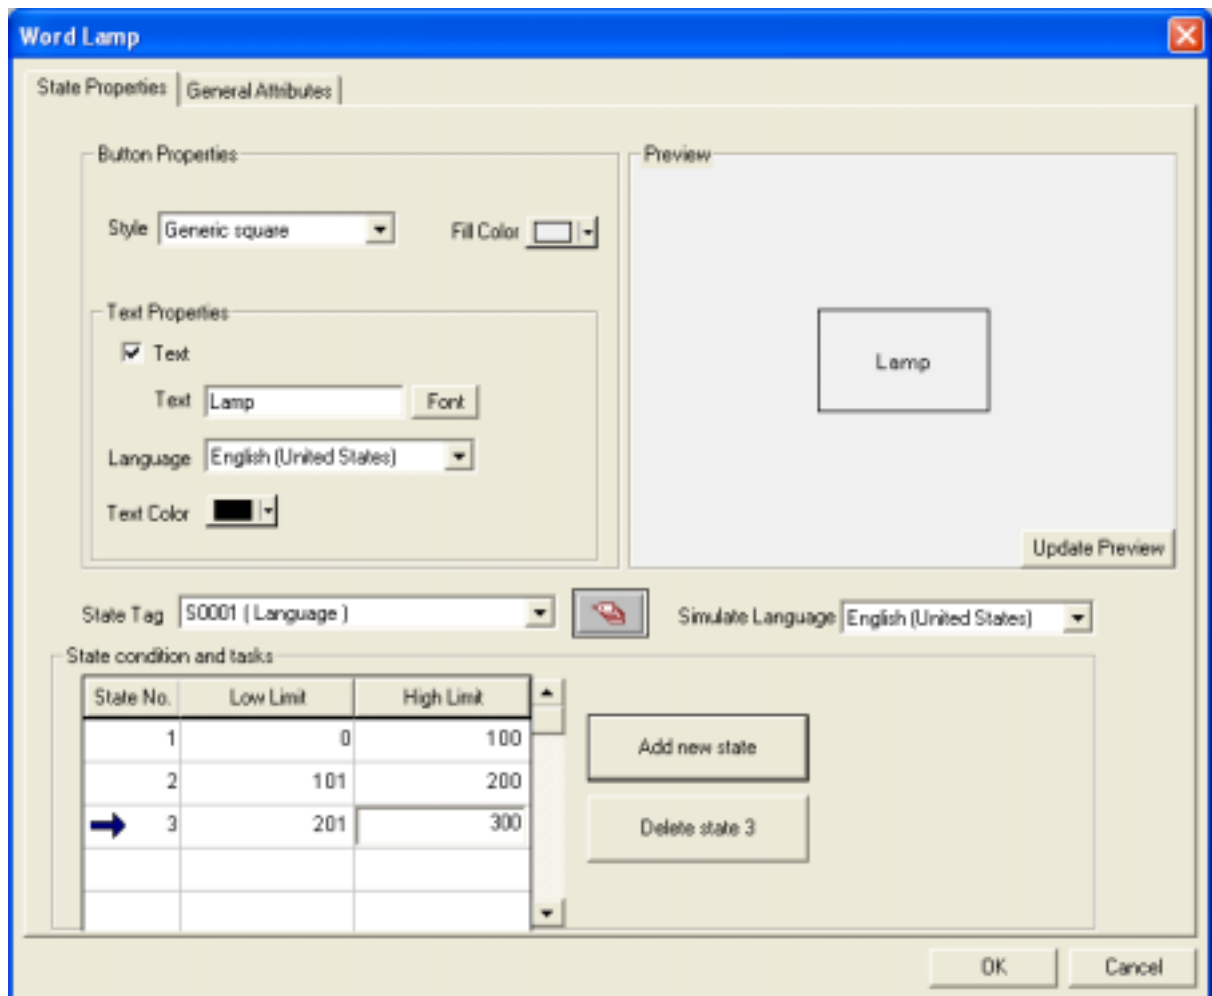 Word Lamp
State Properties
General Attributes
Button Properties
Preview
Style Generic square
Fill Color
Text Properties
Text
Text Lamp Font
Language English (United States)
Text Color
Lamp
Update Preview
State Tag S0001 ( Language )
Simulate Language English (United States)
State condition and tasks
State No. Low Limit High Limit
1 0 100
2 101 200
3 201 300
Add new state
Delete state 3
OK Cancel